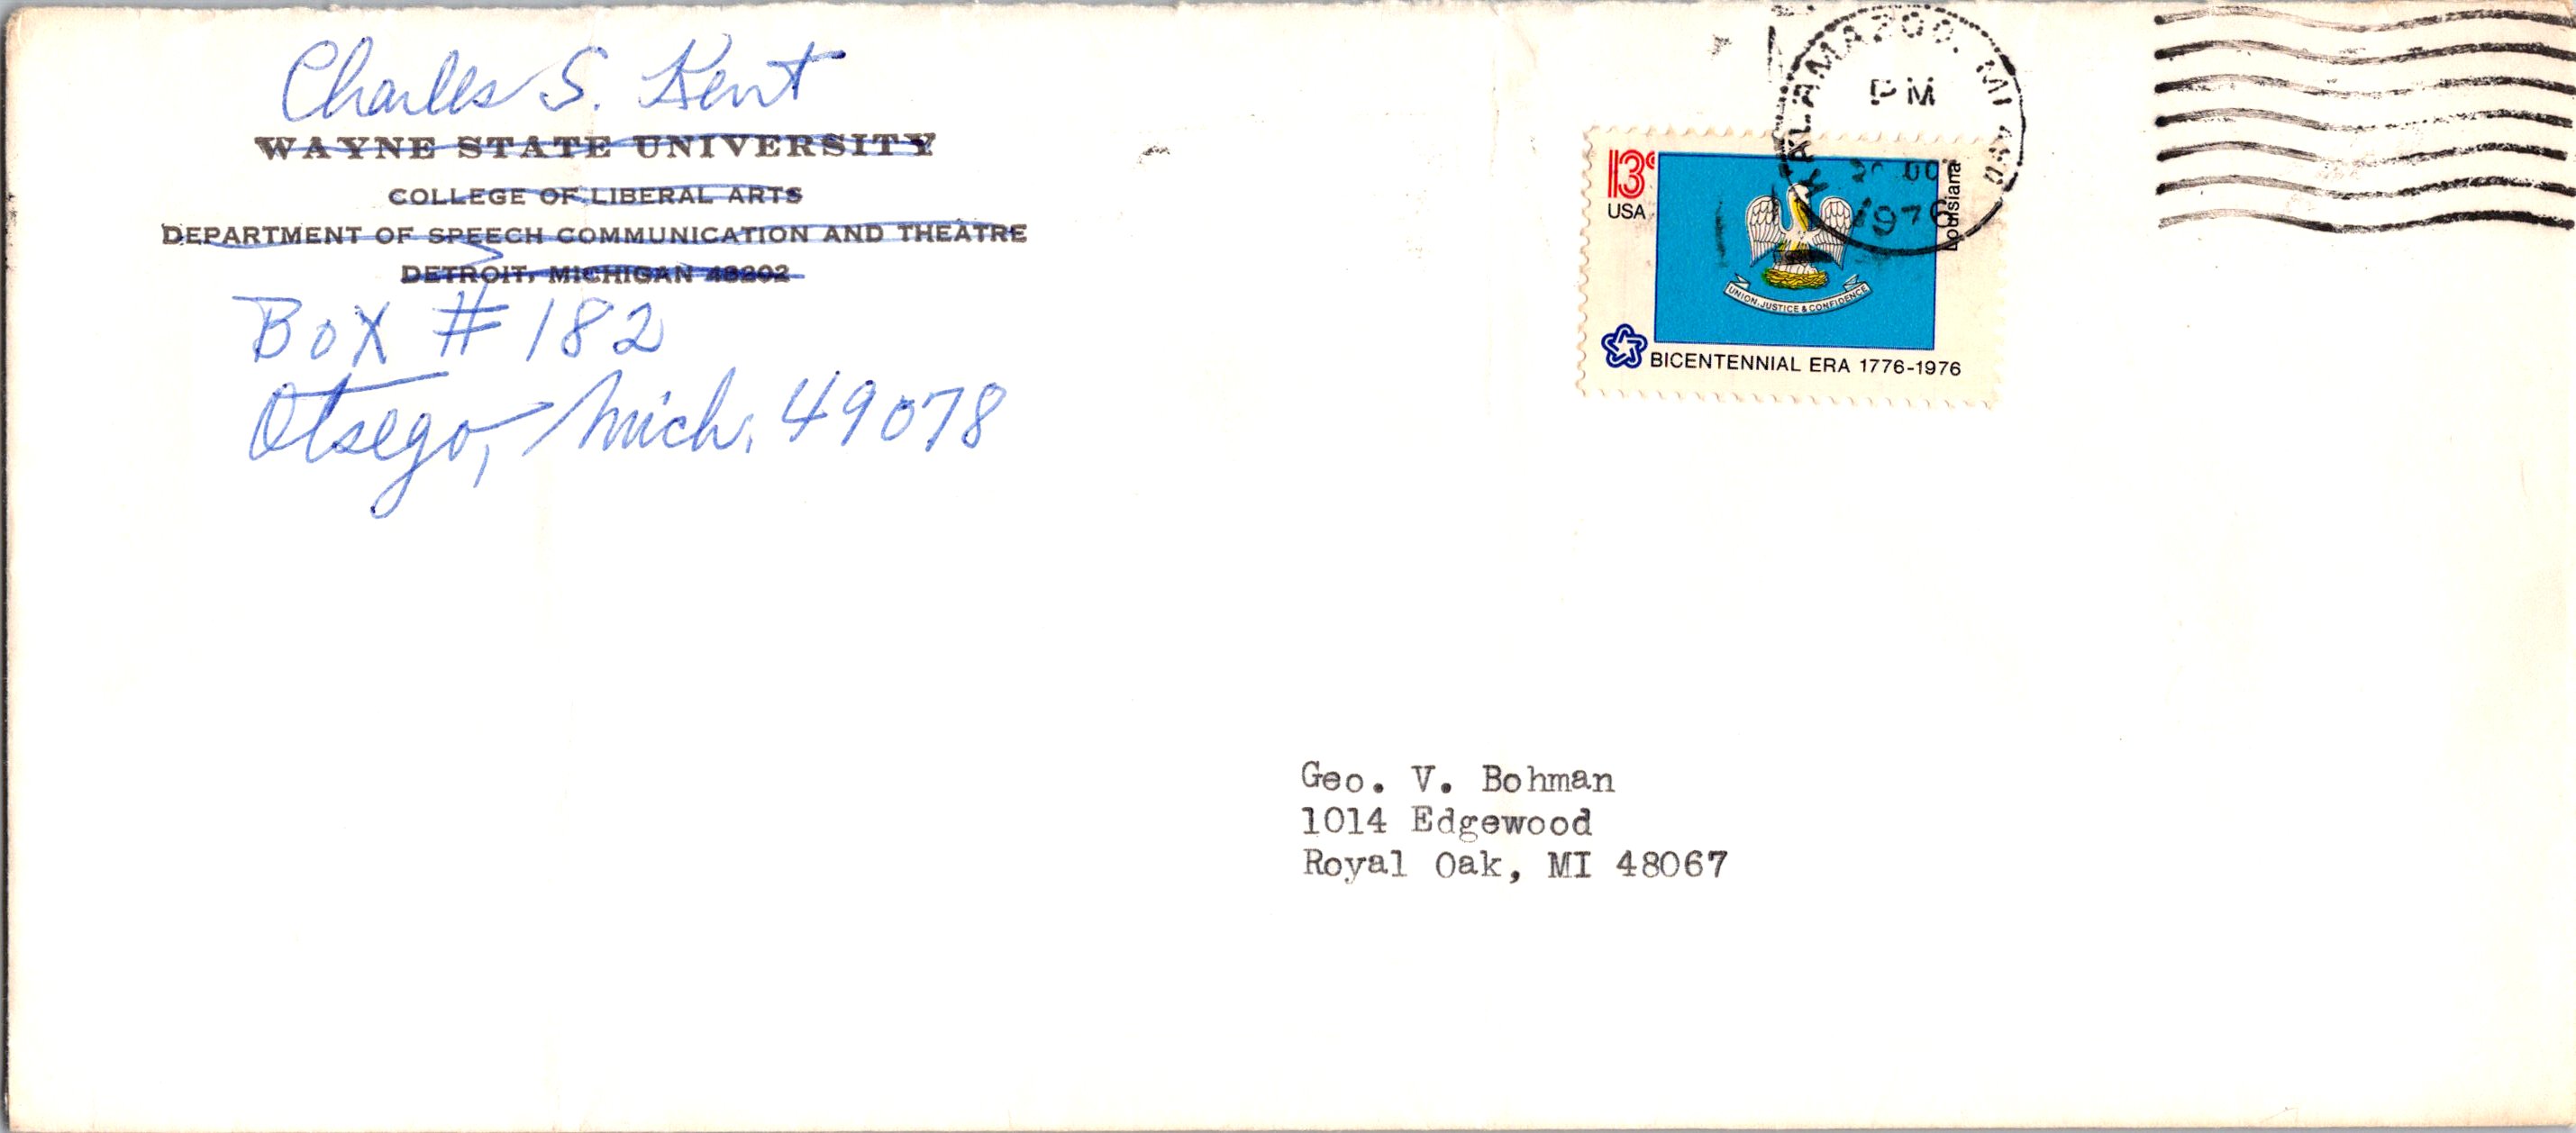 Charles S. Kent
WAYNE STATE UNIVERSITY
COLLEGE OF LIBERAL ARTS
DEPARTMENT OF SPEECH COMMUNICATION AND THEATRE
DETROIT, MICHIGAN 48202
Box # 182
Otsego, Mich. 49078
KALAMAZOO, MI
PM
1976
13¢
USA
Louisiana
UNION, JUSTICE & CONFIDENCE
BICENTENNIAL ERA 1776-1976
Geo. V. Bohman
1014 Edgewood
Royal Oak, MI 48067